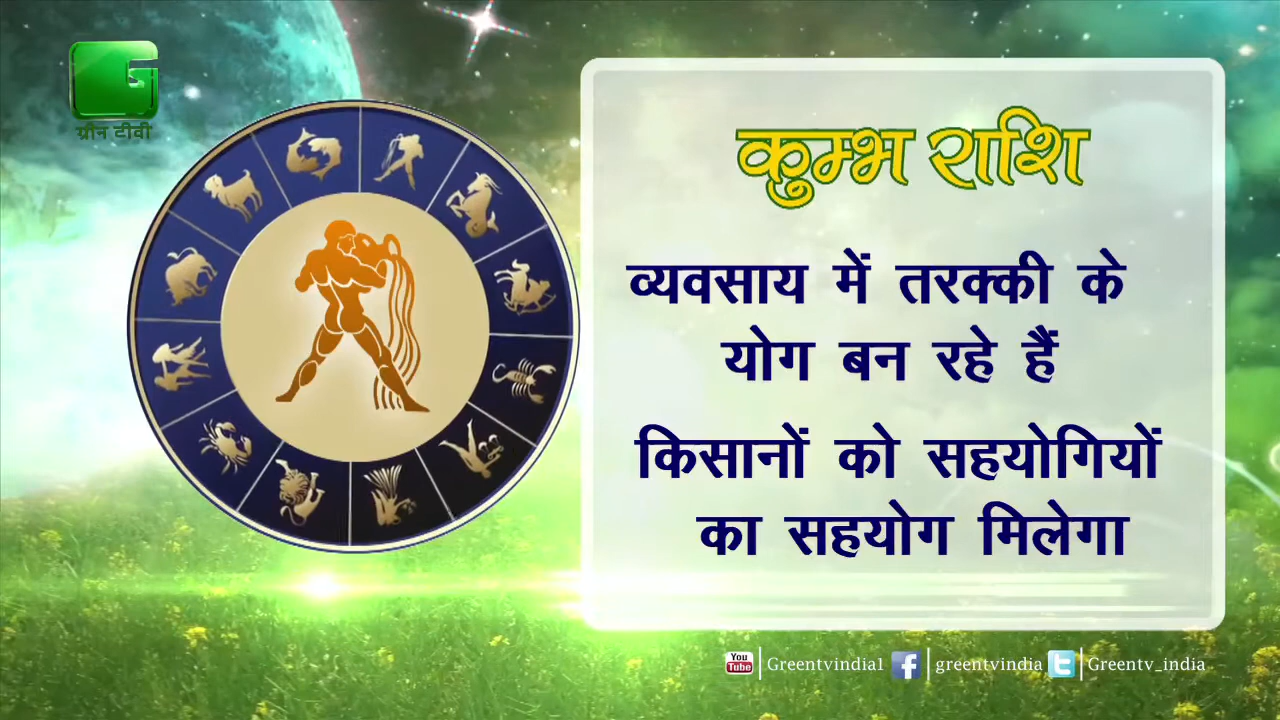 ग्रीन टीवी
कुम्भ राशि
व्यवसाय में तरक्की के
योग बन रहे हैं
किसानों को सहयोगियों
का सहयोग मिलेगा
You Tube Greentvindia1 f greentvindia t Greentv_india